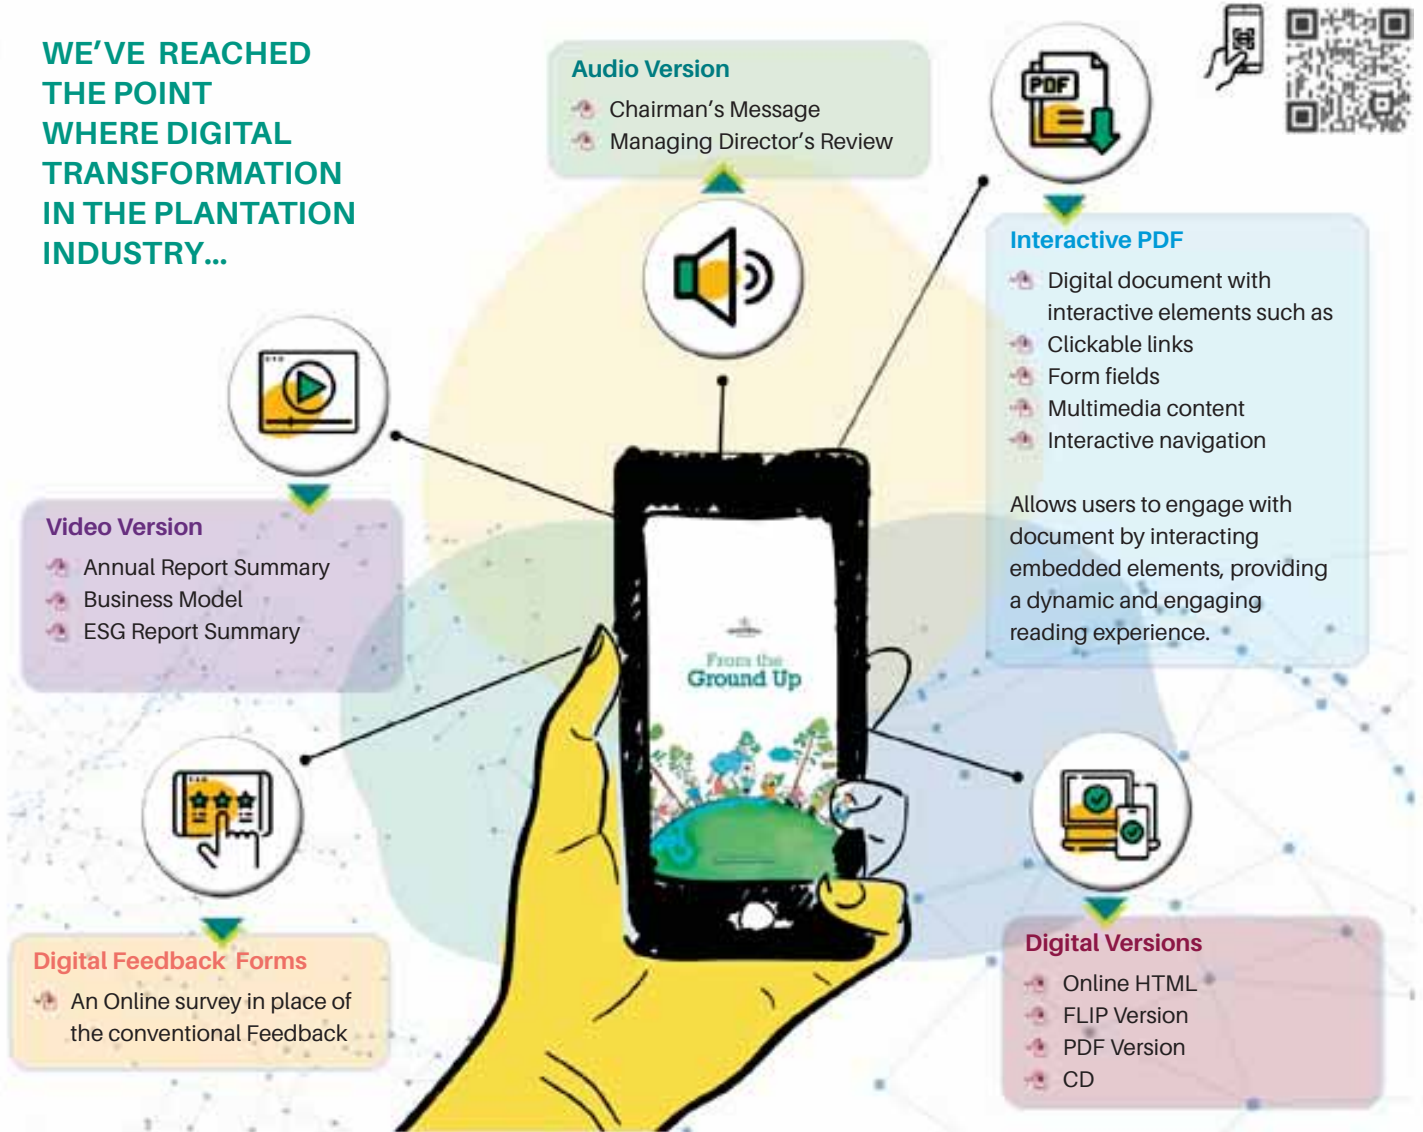 WE'VE REACHED
THE POINT
WHERE DIGITAL
TRANSFORMATION
IN THE PLANTATION
INDUSTRY...
Audio Version
Chairman's Message
Managing Director's Review
PDF
Interactive PDF
Digital document with
interactive elements such as
Clickable links
Form fields
Multimedia content
Interactive navigation
Allows users to engage with
document by interacting
embedded elements, providing
a dynamic and engaging
reading experience.
Video Version
Annual Report Summary
Business Model
ESG Report Summary
From the
Ground Up
Digital Feedback Forms
An Online survey in place of
the conventional Feedback
Digital Versions
Online HTML
FLIP Version
PDF Version
CD